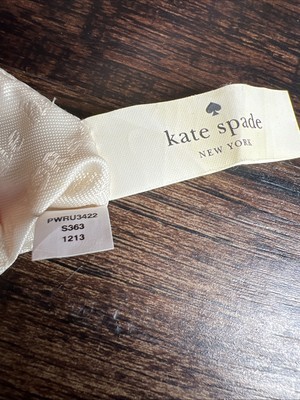 kate spade
NEW YORK
PWRU3422
S363
1213